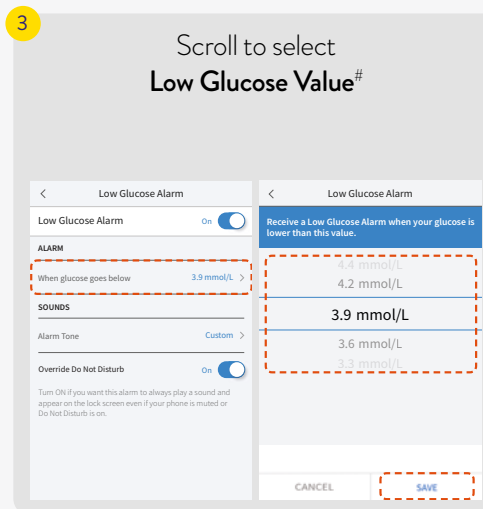 3
Scroll to select
Low Glucose Value#
< Low Glucose Alarm
Low Glucose Alarm On
ALARM
When glucose goes below 3.9 mmol/L >
SOUNDS
Alarm Tone Custom >
Override Do Not Disturb On
Turn ON if you want this alarm to always play a sound and
appear on the lock screen even if your phone is muted or
Do Not Disturb is on.
< Low Glucose Alarm
Receive a Low Glucose Alarm when your glucose is
lower than this value.
4.4 mmol/L
4.2 mmol/L
3.9 mmol/L
3.6 mmol/L
3.3 mmol/L
CANCEL SAVE